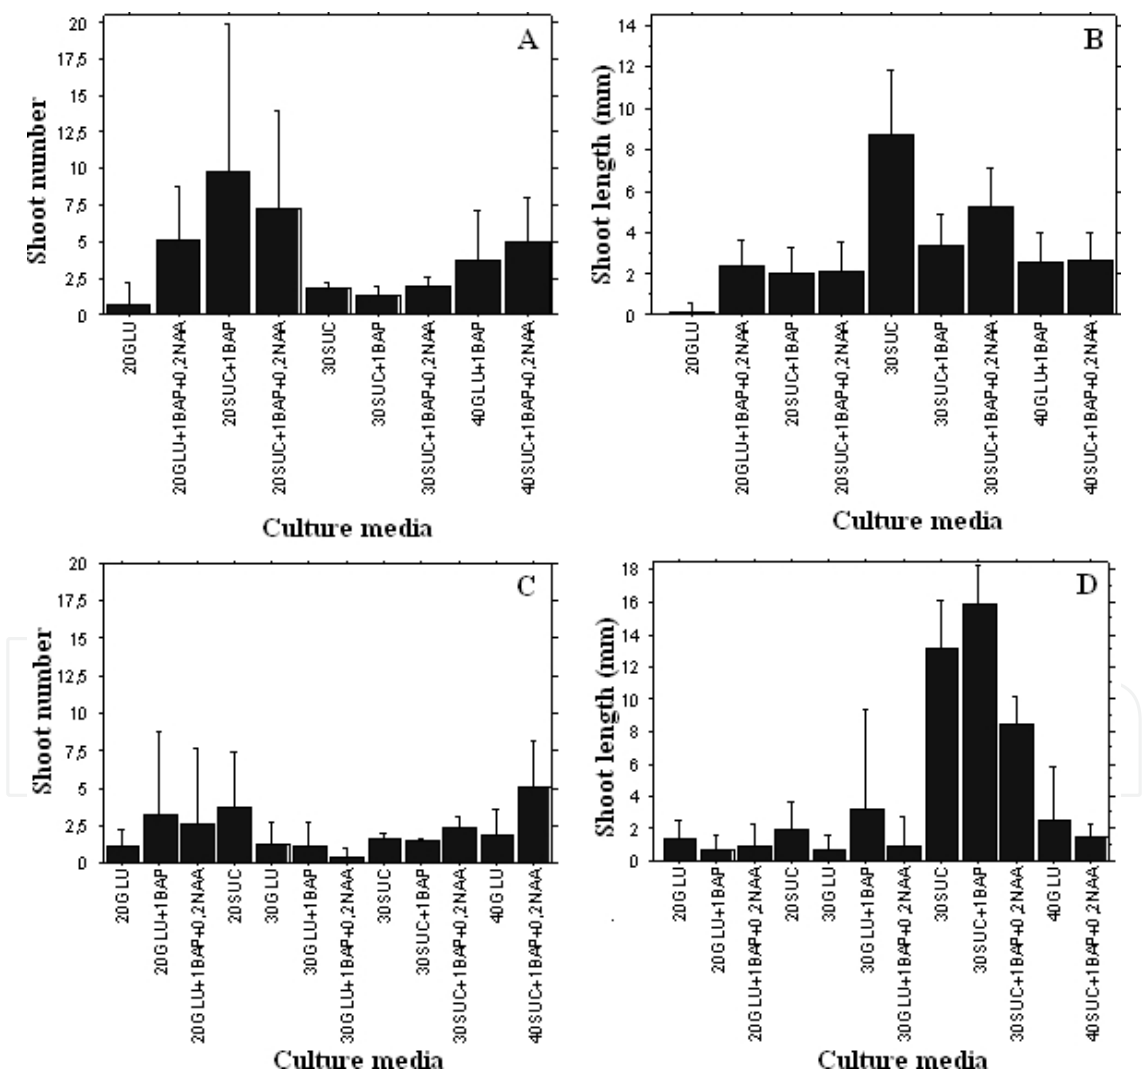 A
Shoot number
20
17,5
15
12,5
10
7,5
5
2,5
0
20GLU
20GLU+1BAP+0,2NAA
20SUC+1BAP
20SUC+1BAP+0,2NAA
30SUC
30SUC+1BAP
30SUC+1BAP+0,2NAA
40GLU+1BAP
40SUC+1BAP+0,2NAA
Culture media
B
Shoot length (mm)
14
12
10
8
6
4
2
0
20GLU
20GLU+1BAP+0,2NAA
20SUC+1BAP
20SUC+1BAP+0,2NAA
30SUC
30SUC+1BAP
30SUC+1BAP+0,2NAA
40GLU+1BAP
40SUC+1BAP+0,2NAA
Culture media
C
Shoot number
20
17,5
15
12,5
10
7,5
5
2,5
0
20GLU
20GLU+1BAP
20GLU+1BAP+0,2NAA
20SUC
30GLU
30GLU+1BAP
30GLU+1BAP+0,2NAA
30SUC
30SUC+1BAP
30SUC+1BAP+0,2NAA
40GLU
40SUC+1BAP+0,2NAA
Culture media
D
Shoot length (mm)
18
16
14
12
10
8
6
4
2
0
20GLU
20GLU+1BAP
20GLU+1BAP+0,2NAA
20SUC
30GLU
30GLU+1BAP
30GLU+1BAP+0,2NAA
30SUC
30SUC+1BAP
30SUC+1BAP+0,2NAA
40GLU
40SUC+1BAP+0,2NAA
Culture media